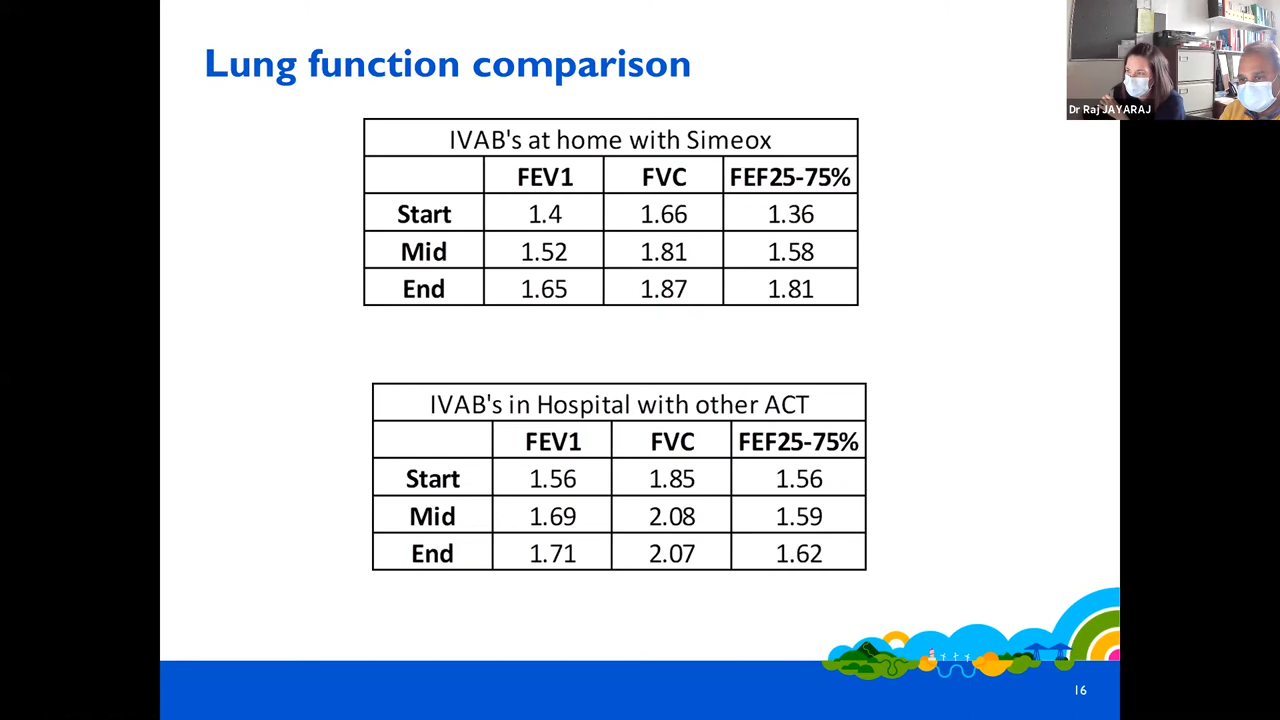 Lung function comparison
Dr Raj JAYARAJ
IVAB's at home with Simeox
FEV1 FVC FEF25-75%
Start 1.4 1.66 1.36
Mid 1.52 1.81 1.58
End 1.65 1.87 1.81
IVAB's in Hospital with other ACT
FEV1 FVC FEF25-75%
Start 1.56 1.85 1.56
Mid 1.69 2.08 1.59
End 1.71 2.07 1.62
16